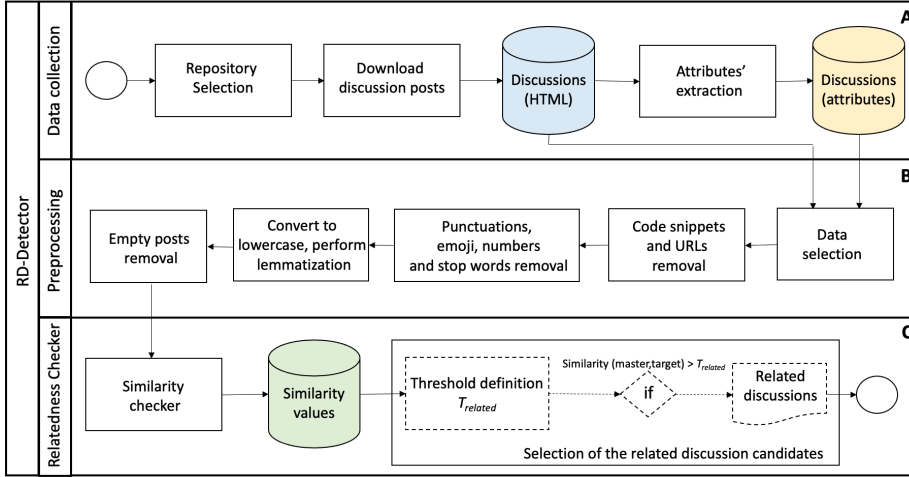 RD-Detector
Data collection
A
Repository
Selection
Download
discussion posts
Discussions
(HTML)
Attributes'
extraction
Discussions
(attributes)
Preprocessing
B
Empty posts
removal
Convert to
lowercase, perform
lemmatization
Punctuations,
emoji, numbers
and stop words removal
Code snippets
and URLs
removal
Data
selection
Relatedness Checker
C
Similarity
checker
Similarity
values
Threshold definition
Trelated
Similarity (master,target) > Trelated
if
Related
discussions
Selection of the related discussion candidates